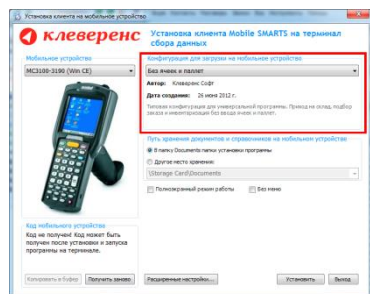 Установка клиента на мобильное устройство
клеверенс
Установка клиента Mobile SMARTS на терминал
сбора данных
Мобильное устройство
MC3100-3190 (Win CE)
Конфигурация для загрузки на мобильное устройство
Без ячеек и паллет
Автор: Клеверенс Софт
Дата создания: 26 июня 2012 г.
Типовая конфигурация для универсальной программы. Приход на склад, подбор
заказа и инвентаризация без ввода ячеек и паллет.
Путь хранения документов и справочников на мобильном устройстве
В папку Documents папки установки программы
Другое место хранения:
\Storage Card\Documents
Полноэкранный режим работы
Без меню
Код мобильного устройства
Код не получен! Код может быть
получен после установки и запуска
программы на терминале.
Копировать в буфер
Получить заново
Расширенные настройки...
Установить
Выход